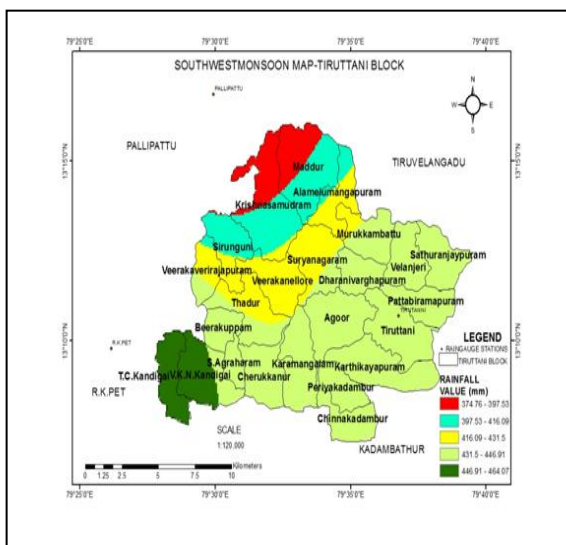 79°25'0"E 79°30'0"E 79°35'0"E 79°40'0"E
SOUTHWESTMONSOON MAP-TIRUTTANI BLOCK
PALLIPATTU
N
W E
S
PALLIPATTU
TIRUVELANGADU
13°15'0"N
13°15'0"N
Maddur
Alamelumangapuram
Krishnasamudram
Murukkambattu
Sirunguni
Sathuranjaypuram
Suryanagaram
Velanjeri
Veerakaverirajapuram
Veerakanellore
Dharanivarghapuram
Pattabiramapuram
Thadur
TIRUTTANI
Agoor
Beerakuppam
Tiruttani
13°10'0"N
13°10'0"N
R.K.PET
S.Agraharam
Karamangalam
T.C.Kandigai
V.K.N.Kandigai
Cherukkanur
Karthikayapuram
R.K.PET
Periyakadambur
Chinnakadambur
KADAMBATHUR
LEGEND
RAINGAUGE STATIONS
TIRUTTANI BLOCK
RAINFALL
VALUE (mm)
374.76 - 397.53
397.53 - 416.09
416.09 - 431.5
431.5 - 446.91
446.91 - 464.07
SCALE
1:120,000
Kilometers
0 1.25 2.5 5 7.5 10
79°25'0"E 79°30'0"E 79°35'0"E 79°40'0"E